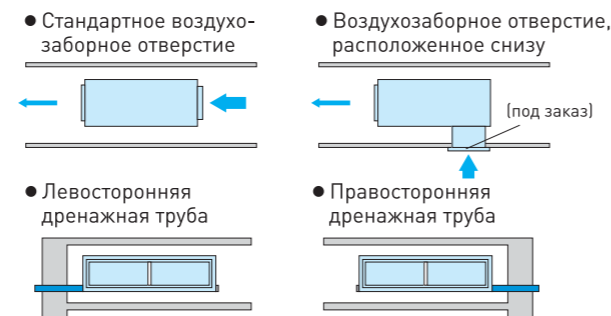 ● Стандартное воздухо-
заборное отверстие
● Воздухозаборное отверстие,
расположенное снизу
(под заказ)
● Левосторонняя
дренажная труба
● Правосторонняя
дренажная труба